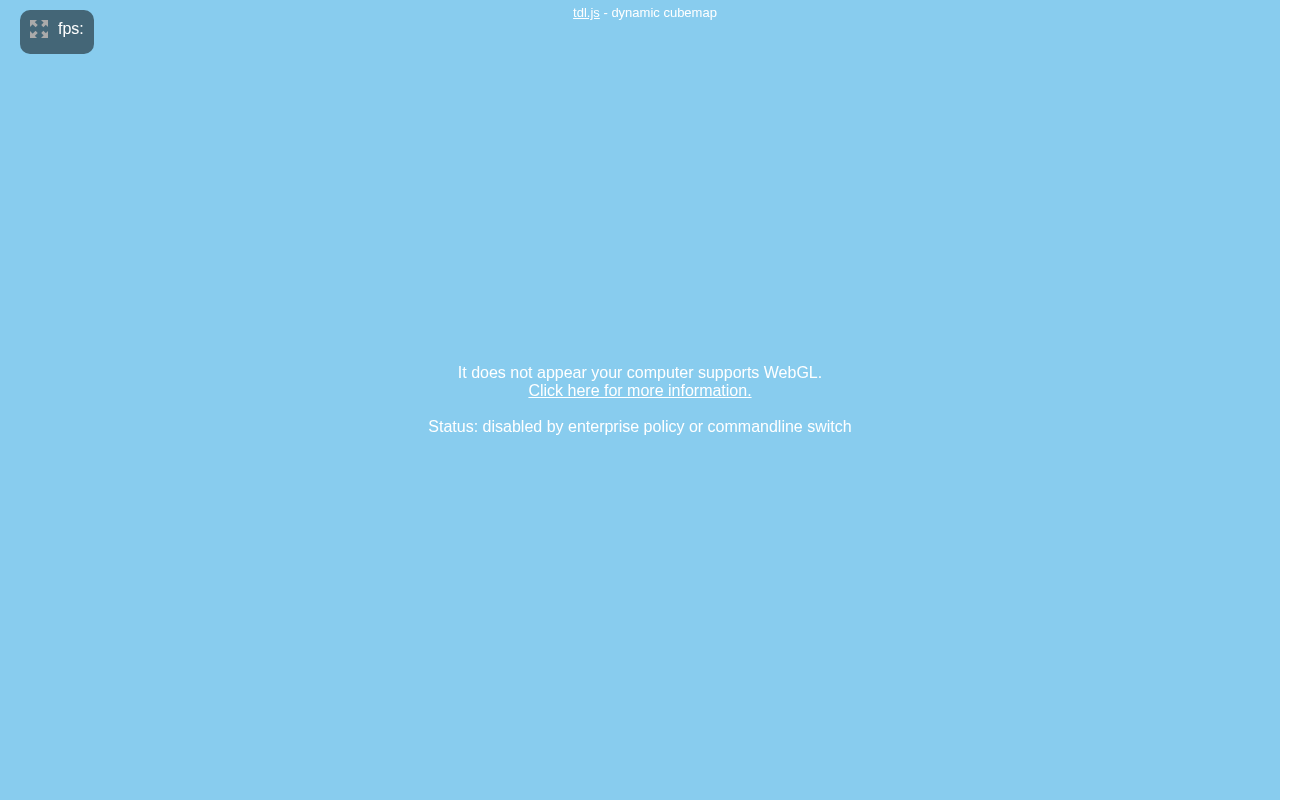 tdl.js - dynamic cubemap
fps:
It does not appear your computer supports WebGL.
Click here for more information.
Status: disabled by enterprise policy or commandline switch